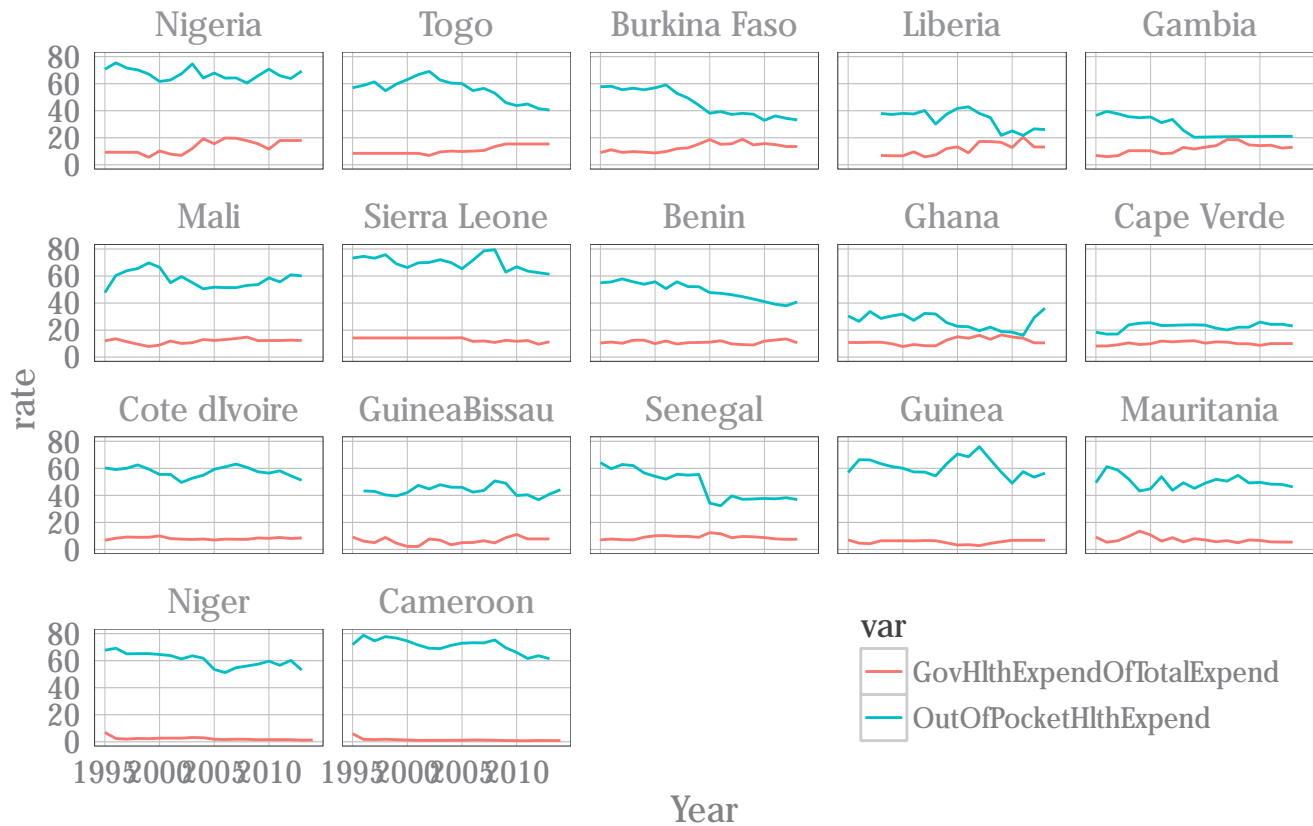 Nigeria Togo Burkina Faso Liberia Gambia
80
60
40
20
0
Mali Sierra Leone Benin Ghana Cape Verde
80
60
40
20
0
Cote dIvoire Guinea-Bissau Senegal Guinea Mauritania
80
60
40
20
0
Niger Cameroon
80
60
40
20
0
1995 2000 2005 2010 1995 2000 2005 2010
rate
Year
var
GovHlthExpendOfTotalExpend
OutOfPocketHlthExpend